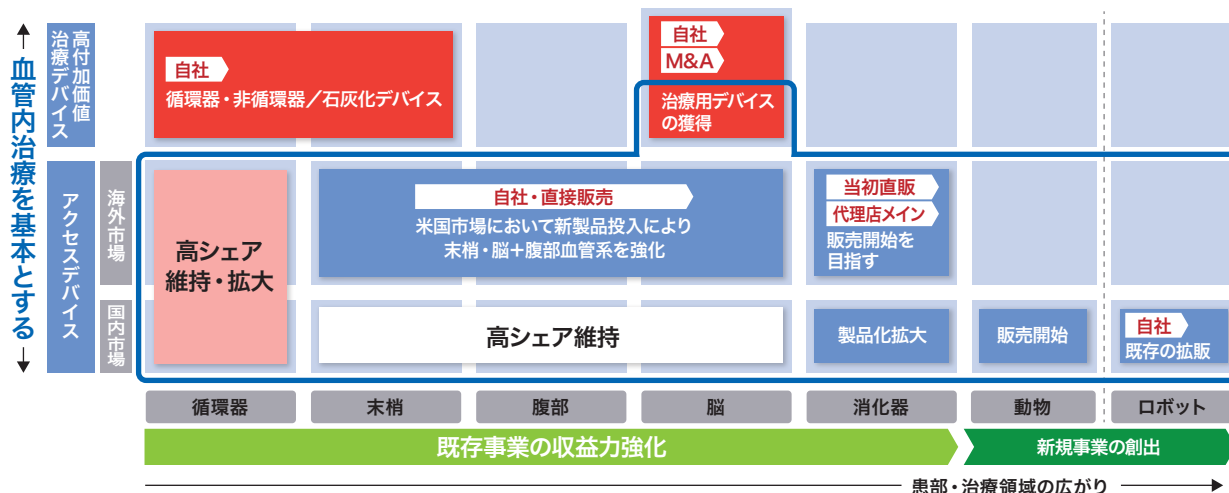 血管内治療を基本とする
高付加価値
治療デバイス
アクセスデバイス
海外市場
国内市場
自社
循環器・非循環器／石灰化デバイス
自社
M&A
治療用デバイス
の獲得
高シェア
維持・拡大
自社・直接販売
米国市場において新製品投入により
末梢・脳＋腹部血管系を強化
当初直販
代理店メイン
販売開始を
目指す
高シェア維持
製品化拡大
販売開始
自社
既存の拡販
循環器
末梢
腹部
脳
消化器
動物
ロボット
既存事業の収益力強化
新規事業の創出
患部・治療領域の広がり